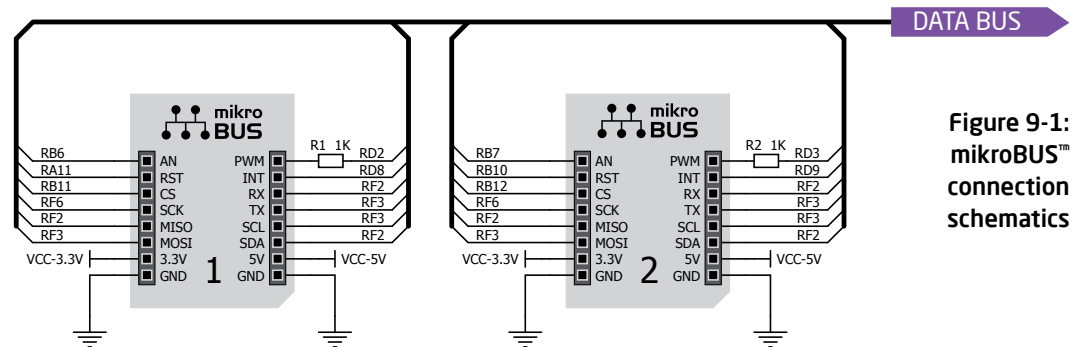 DATA BUS
Figure 9-1:
mikroBUS™
connection
schematics
mikro
BUS
R1 1K
RB6 AN PWM RD2
RA11 RST INT RD8
RB11 CS RX RF2
RF6 SCK TX RF3
RF2 MISO SCL RF3
RF3 MOSI SDA RF2
VCC-3.3V 3.3V 5V VCC-5V
GND 1 GND
mikro
BUS
R2 1K
RB7 AN PWM RD3
RB10 RST INT RD9
RB12 CS RX RF2
RF6 SCK TX RF3
RF2 MISO SCL RF3
RF3 MOSI SDA RF2
VCC-3.3V 3.3V 5V VCC-5V
GND 2 GND